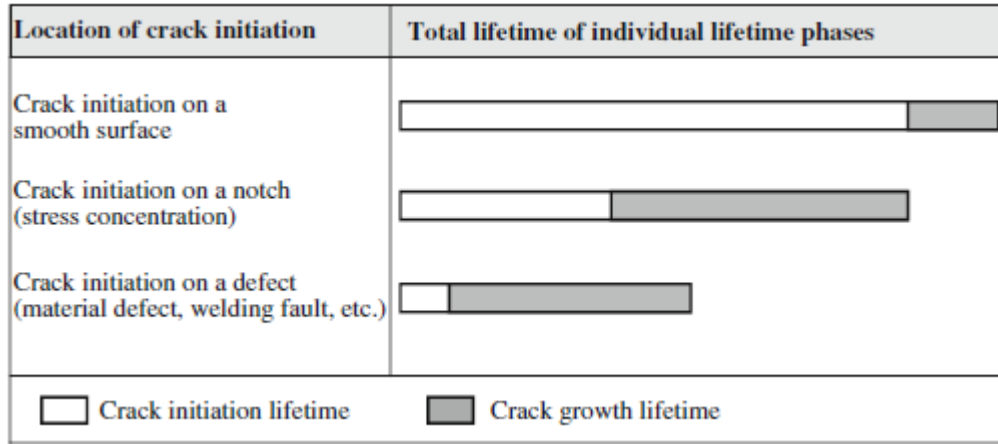 Location of crack initiation
Total lifetime of individual lifetime phases
Crack initiation on a
smooth surface
Crack initiation on a notch
(stress concentration)
Crack initiation on a defect
(material defect, welding fault, etc.)
Crack initiation lifetime
Crack growth lifetime